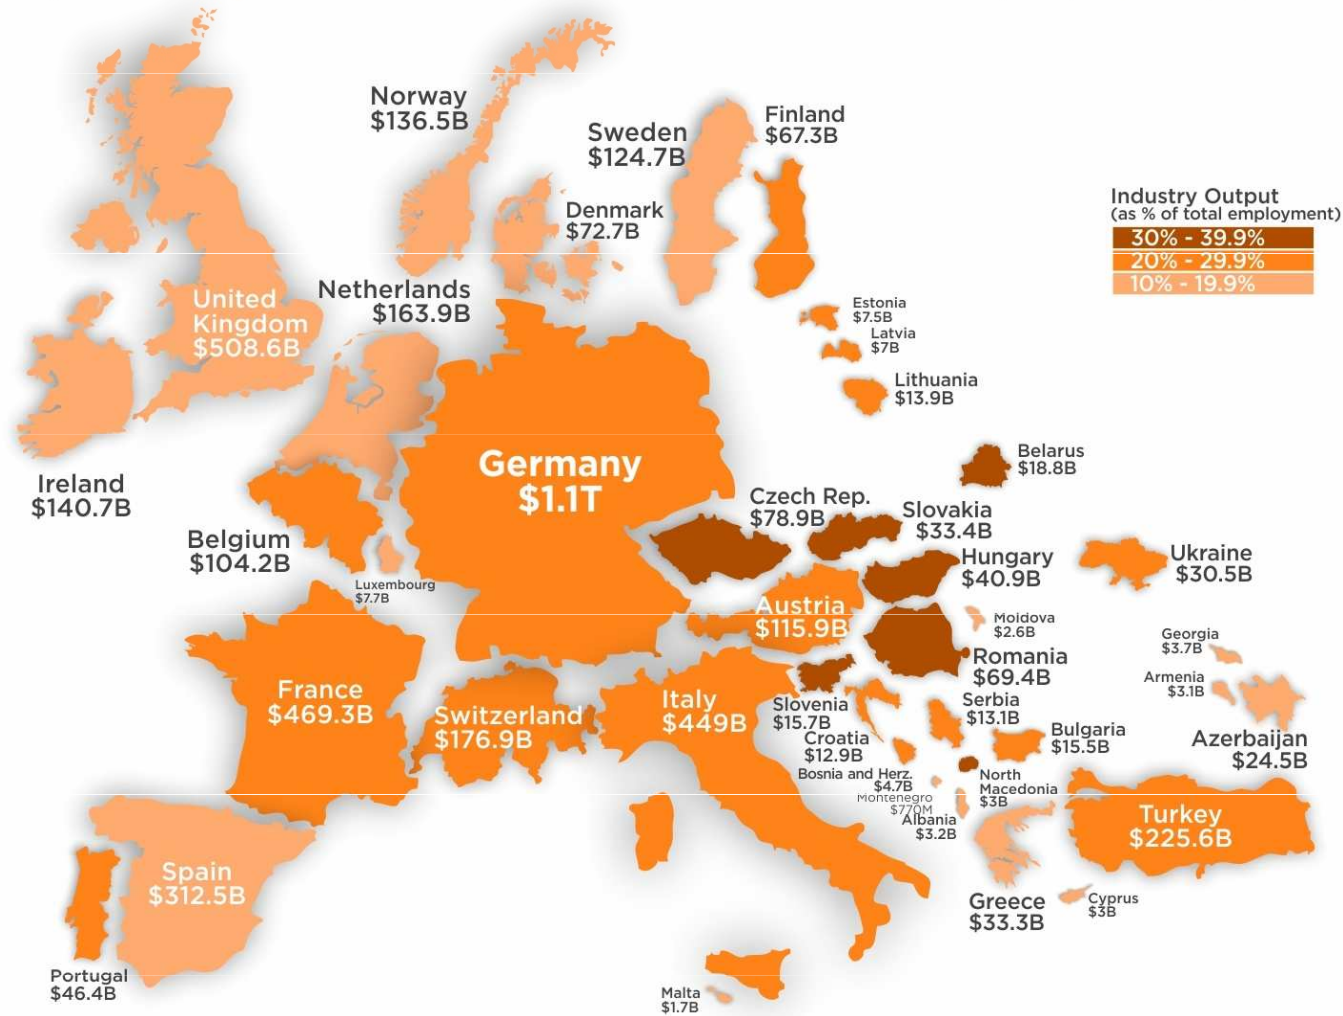 Norway
$136.5B
Sweden
$124.7B
Finland
$67.3B
Denmark
$72.7B
Industry Output
(as % of total employment)
30% - 39.9%
20% - 29.9%
10% - 19.9%
United
Kingdom
$508.6B
Netherlands
$163.9B
Estonia
$7.5B
Latvia
$7B
Lithuania
$13.9B
Ireland
$140.7B
Germany
$1.1T
Belarus
$18.8B
Czech Rep.
$78.9B
Slovakia
$33.4B
Belgium
$104.2B
Luxembourg
$7.7B
Hungary
$40.9B
Ukraine
$30.5B
Austria
$115.9B
Moldova
$2.6B
Romania
$69.4B
Georgia
$3.7B
Armenia
$3.1B
Azerbaijan
$24.5B
France
$469.3B
Switzerland
$176.9B
Italy
$449B
Slovenia
$15.7B
Croatia
$12.9B
Serbia
$13.1B
Bulgaria
$15.5B
Bosnia and Herz.
$4.7B
Montenegro
$770M
Albania
$3.2B
North
Macedonia
$3B
Turkey
$225.6B
Spain
$312.5B
Greece
$33.3B
Cyprus
$3B
Portugal
$46.4B
Malta
$1.7B